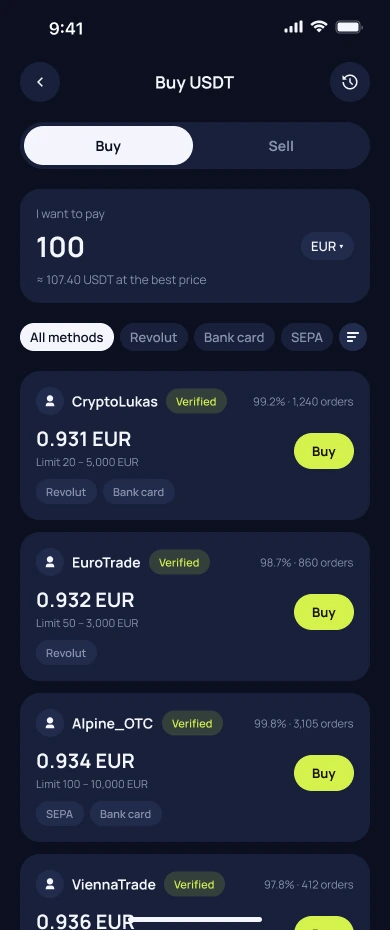 9:41
Buy USDT
Buy
Sell
I want to pay
100
EUR ▾
≈ 107.40 USDT at the best price
All methods
Revolut
Bank card
SEPA
CryptoLukas
Verified
99.2% · 1,240 orders
0.931 EUR
Buy
Limit 20 – 5,000 EUR
Revolut
Bank card
EuroTrade
Verified
98.7% · 860 orders
0.932 EUR
Buy
Limit 50 – 3,000 EUR
Revolut
Alpine_OTC
Verified
99.8% · 3,105 orders
0.934 EUR
Buy
Limit 100 – 10,000 EUR
SEPA
Bank card
ViennaTrade
Verified
97.8% · 412 orders
0.936 EUR